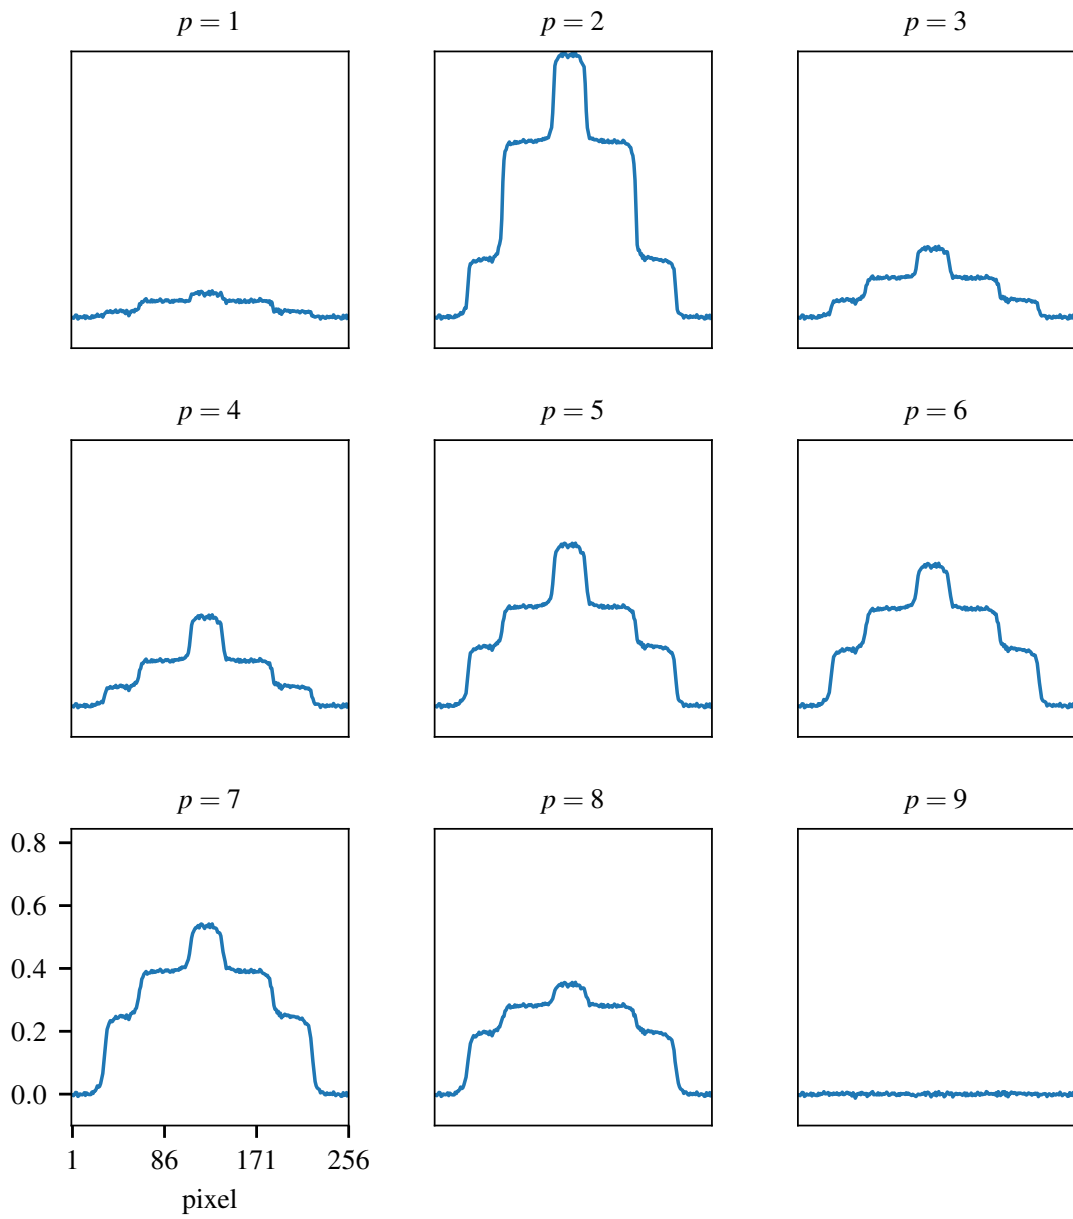 p = 1
p = 2
p = 3
p = 4
p = 5
p = 6
p = 7
p = 8
p = 9
0.8
0.6
0.4
0.2
0.0
1 86 171 256
pixel